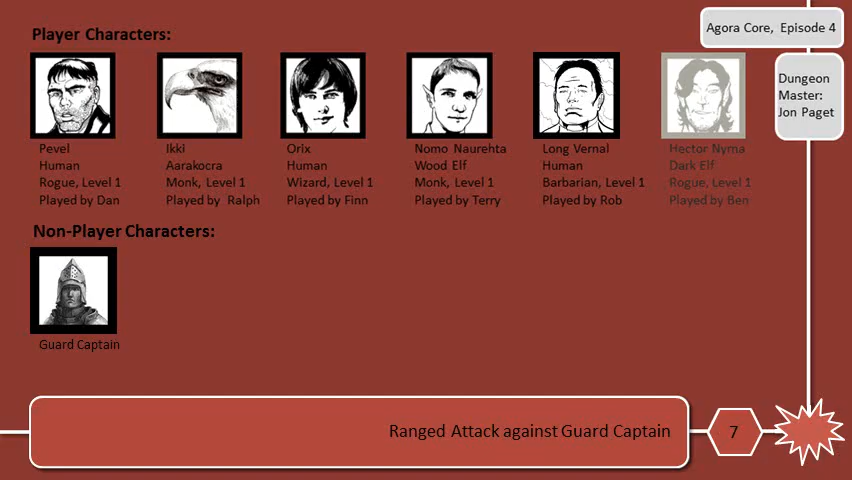 Player Characters:
Agora Core, Episode 4
Dungeon
Master:
Jon Paget
Pevel
Human
Rogue, Level 1
Played by Dan
Ikki
Aarakocra
Monk, Level 1
Played by Ralph
Orix
Human
Wizard, Level 1
Played by Finn
Nomo Naurehta
Wood Elf
Monk, Level 1
Played by Terry
Long Vernal
Human
Barbarian, Level 1
Played by Rob
Hector Nyma
Dark Elf
Rogue, Level 1
Played by Ben
Non-Player Characters:
Guard Captain
Ranged Attack against Guard Captain
7